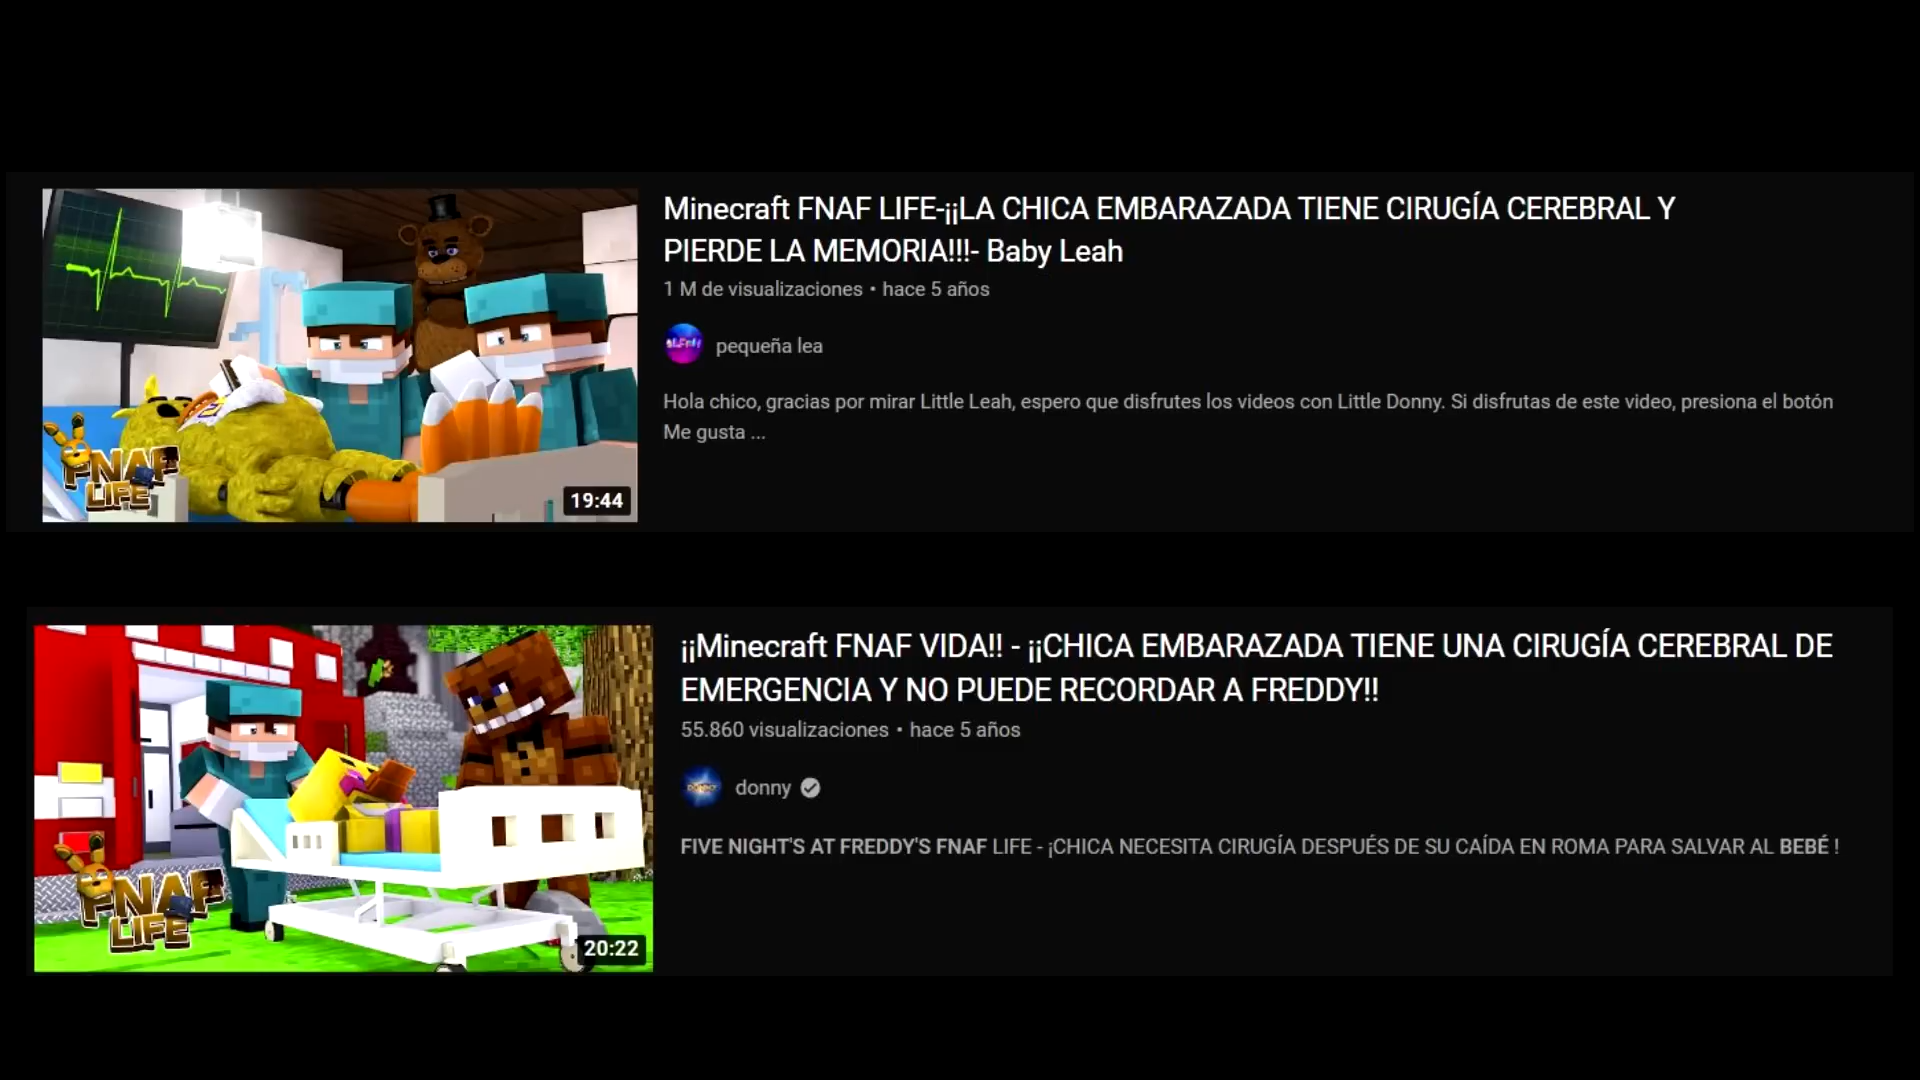 Minecraft FNAF LIFE-¡¡LA CHICA EMBARAZADA TIENE CIRUGÍA CEREBRAL Y
PIERDE LA MEMORIA!!!- Baby Leah
1 M de visualizaciones • hace 5 años
pequeña lea
Hola chico, gracias por mirar Little Leah, espero que disfrutes los videos con Little Donny. Si disfrutas de este video, presiona el botón
Me gusta ...
FNAF
LIFE
19:44
¡¡Minecraft FNAF VIDA!! - ¡¡CHICA EMBARAZADA TIENE UNA CIRUGÍA CEREBRAL DE
EMERGENCIA Y NO PUEDE RECORDAR A FREDDY!!
55.860 visualizaciones • hace 5 años
donny
FIVE NIGHT'S AT FREDDY'S FNAF LIFE - ¡CHICA NECESITA CIRUGÍA DESPUÉS DE SU CAÍDA EN ROMA PARA SALVAR AL BEBÉ !
FNAF
LIFE
20:22